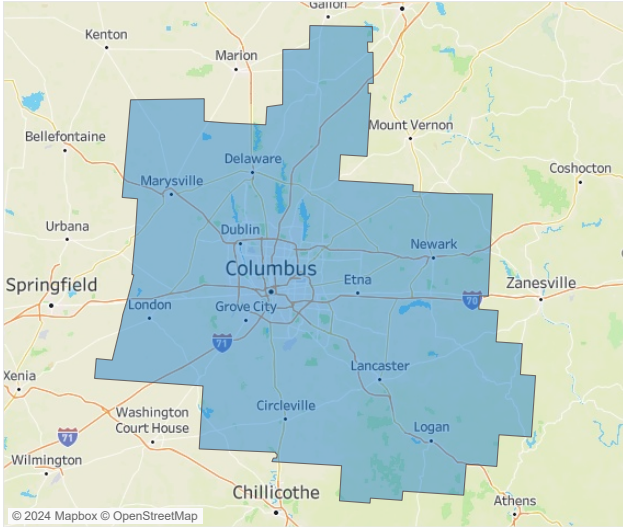 Galion
Kenton
Marion
Mount Vernon
Bellefontaine
Delaware
Coshocton
Marysville
Urbana
Dublin
Newark
Columbus
Springfield
Etna
Zanesville
70
London
Grove City
71
Lancaster
Xenia
Circleville
Washington
Court House
Logan
71
Wilmington
Chillicothe
Athens
© 2024 Mapbox © OpenStreetMap